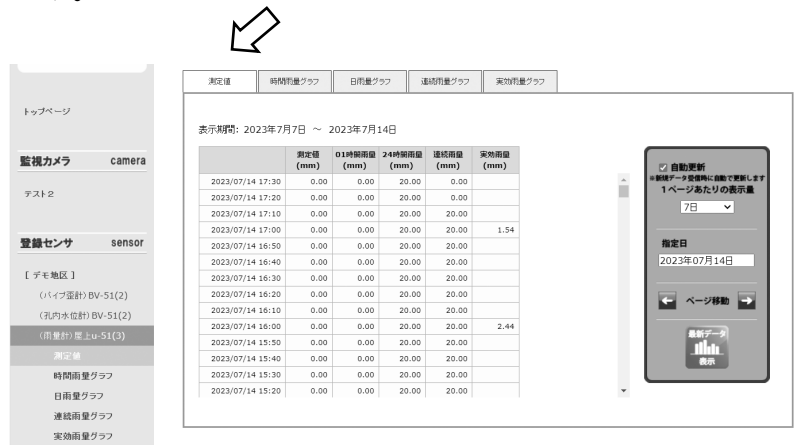 測定値 時間雨量グラフ 日雨量グラフ 連続雨量グラフ 実効雨量グラフ
トップページ
監視カメラ camera
テスト2
登録センサ sensor
[ デモ地区 ]
(パイプ歪計) BV-51(2)
(孔内水位計) BV-51(2)
(雨量計) 屋上u-51(3)
測定値
時間雨量グラフ
日雨量グラフ
連続雨量グラフ
実効雨量グラフ
表示期間: 2023年7月7日 ~ 2023年7月14日
測定値 (mm) 01時間雨量 (mm) 24時間雨量 (mm) 連続雨量 (mm) 実効雨量 (mm)
2023/07/14 17:30 0.00 0.00 20.00 0.00
2023/07/14 17:20 0.00 0.00 20.00 0.00
2023/07/14 17:10 0.00 0.00 20.00 20.00
2023/07/14 17:00 0.00 0.00 20.00 20.00 1.54
2023/07/14 16:50 0.00 0.00 20.00 20.00
2023/07/14 16:40 0.00 0.00 20.00 20.00
2023/07/14 16:30 0.00 0.00 20.00 20.00
2023/07/14 16:20 0.00 0.00 20.00 20.00
2023/07/14 16:10 0.00 0.00 20.00 20.00
2023/07/14 16:00 0.00 0.00 20.00 20.00 2.44
2023/07/14 15:50 0.00 0.00 20.00 20.00
2023/07/14 15:40 0.00 0.00 20.00 20.00
2023/07/14 15:30 0.00 0.00 20.00 20.00
2023/07/14 15:20 0.00 0.00 20.00 20.00
自動更新
※新規データ受信時に自動で更新します
1ページあたりの表示量
7日
指定日
2023年07月14日
ページ移動
最新データ
表示